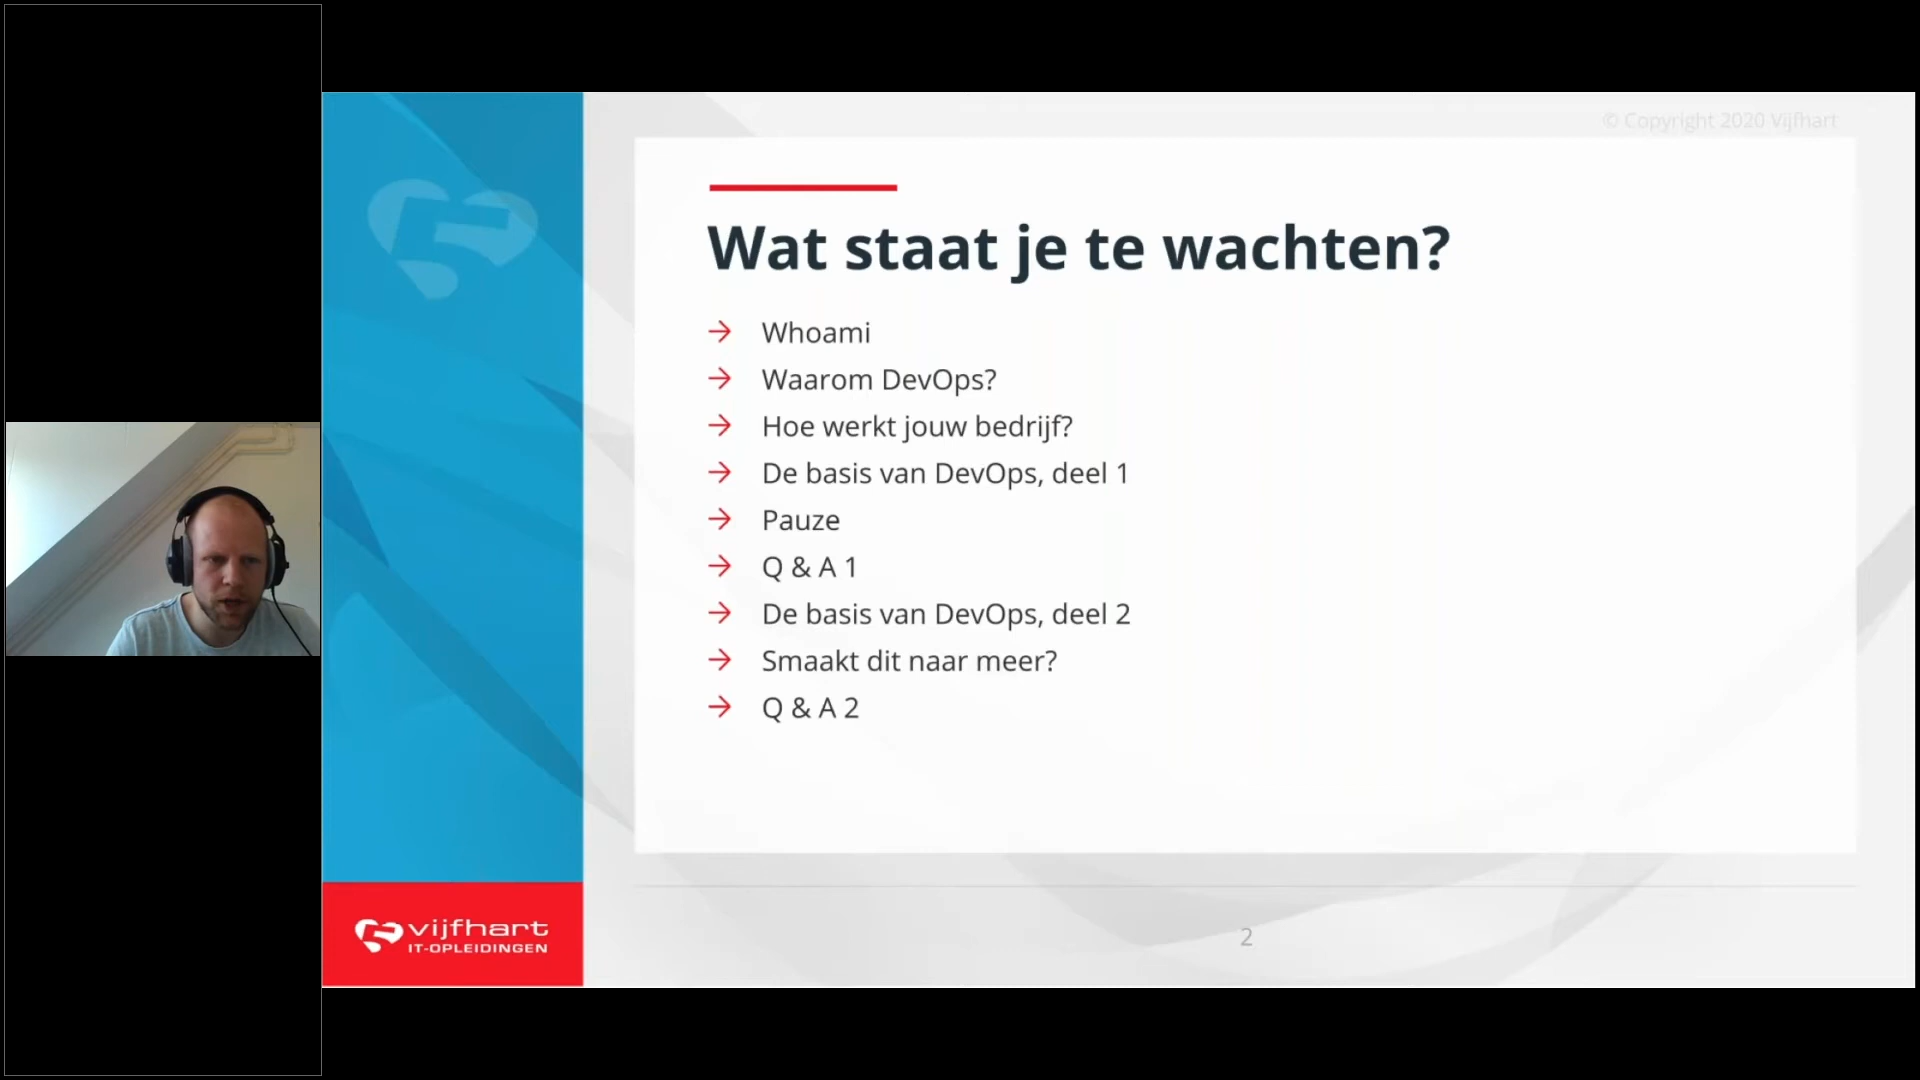 © Copyright 2020 Vijfhart
Wat staat je te wachten?
→ Whoami
→ Waarom DevOps?
→ Hoe werkt jouw bedrijf?
→ De basis van DevOps, deel 1
→ Pauze
→ Q & A 1
→ De basis van DevOps, deel 2
→ Smaakt dit naar meer?
→ Q & A 2
vijfhart
IT-OPLEIDINGEN
2